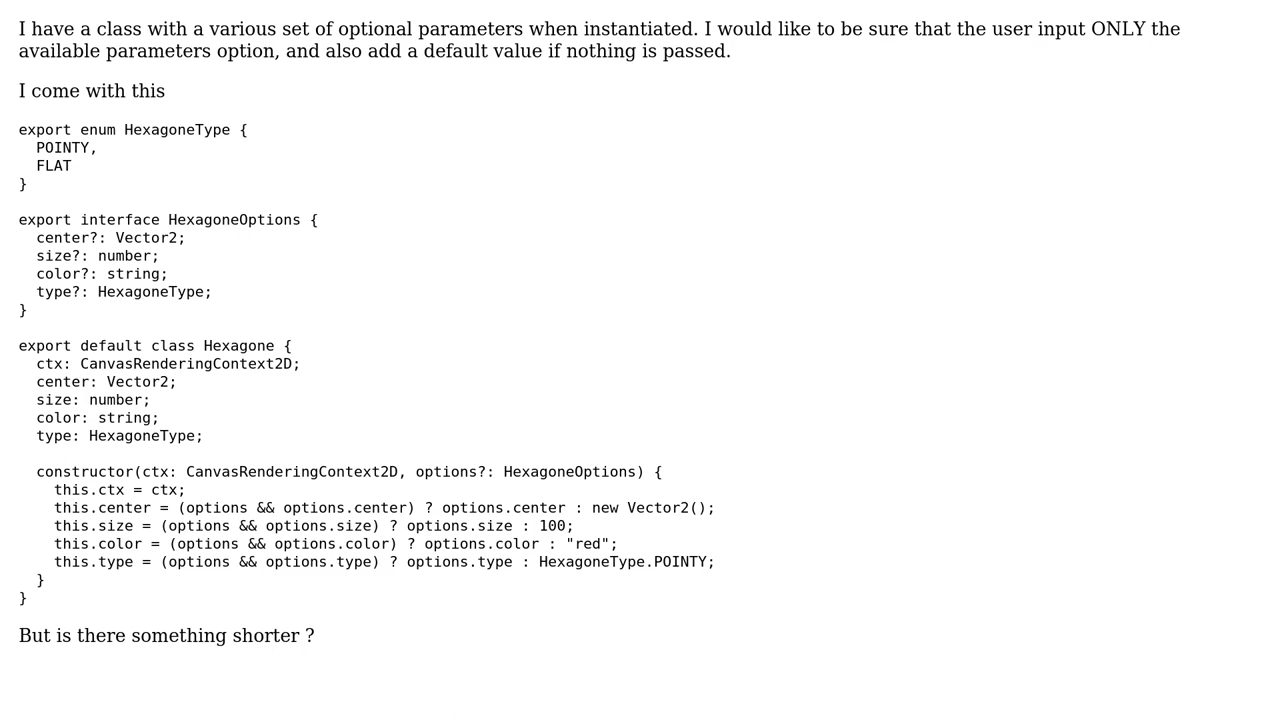 I have a class with a various set of optional parameters when instantiated. I would like to be sure that the user input ONLY the
available parameters option, and also add a default value if nothing is passed.
I come with this
export enum HexagoneType {
  POINTY,
  FLAT
}
export interface HexagoneOptions {
  center?: Vector2;
  size?: number;
  color?: string;
  type?: HexagoneType;
}
export default class Hexagone {
  ctx: CanvasRenderingContext2D;
  center: Vector2;
  size: number;
  color: string;
  type: HexagoneType;
  constructor(ctx: CanvasRenderingContext2D, options?: HexagoneOptions) {
    this.ctx = ctx;
    this.center = (options && options.center) ? options.center : new Vector2();
    this.size = (options && options.size) ? options.size : 100;
    this.color = (options && options.color) ? options.color : "red";
    this.type = (options && options.type) ? options.type : HexagoneType.POINTY;
  }
}
But is there something shorter ?